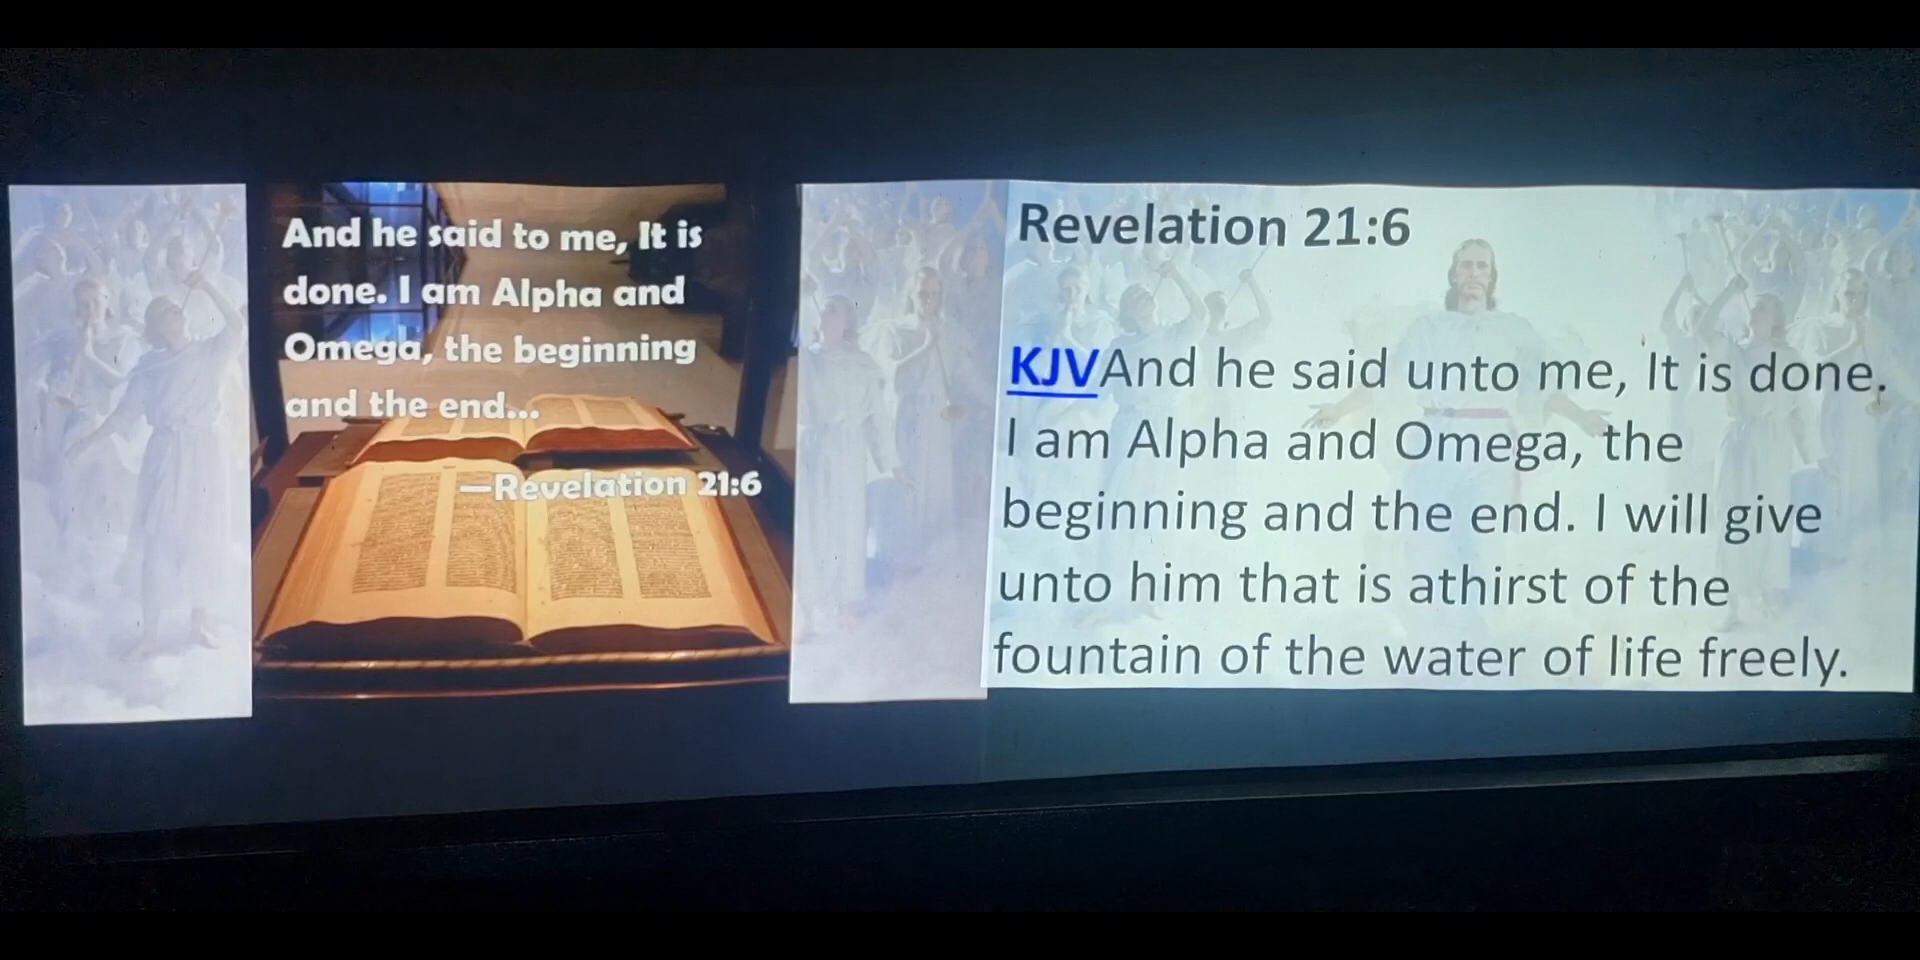 And he said to me, It is
done. I am Alpha and
Omega, the beginning
and the end...
—Revelation 21:6
Revelation 21:6
KJVAnd he said unto me, It is done.
I am Alpha and Omega, the
beginning and the end. I will give
unto him that is athirst of the
fountain of the water of life freely.